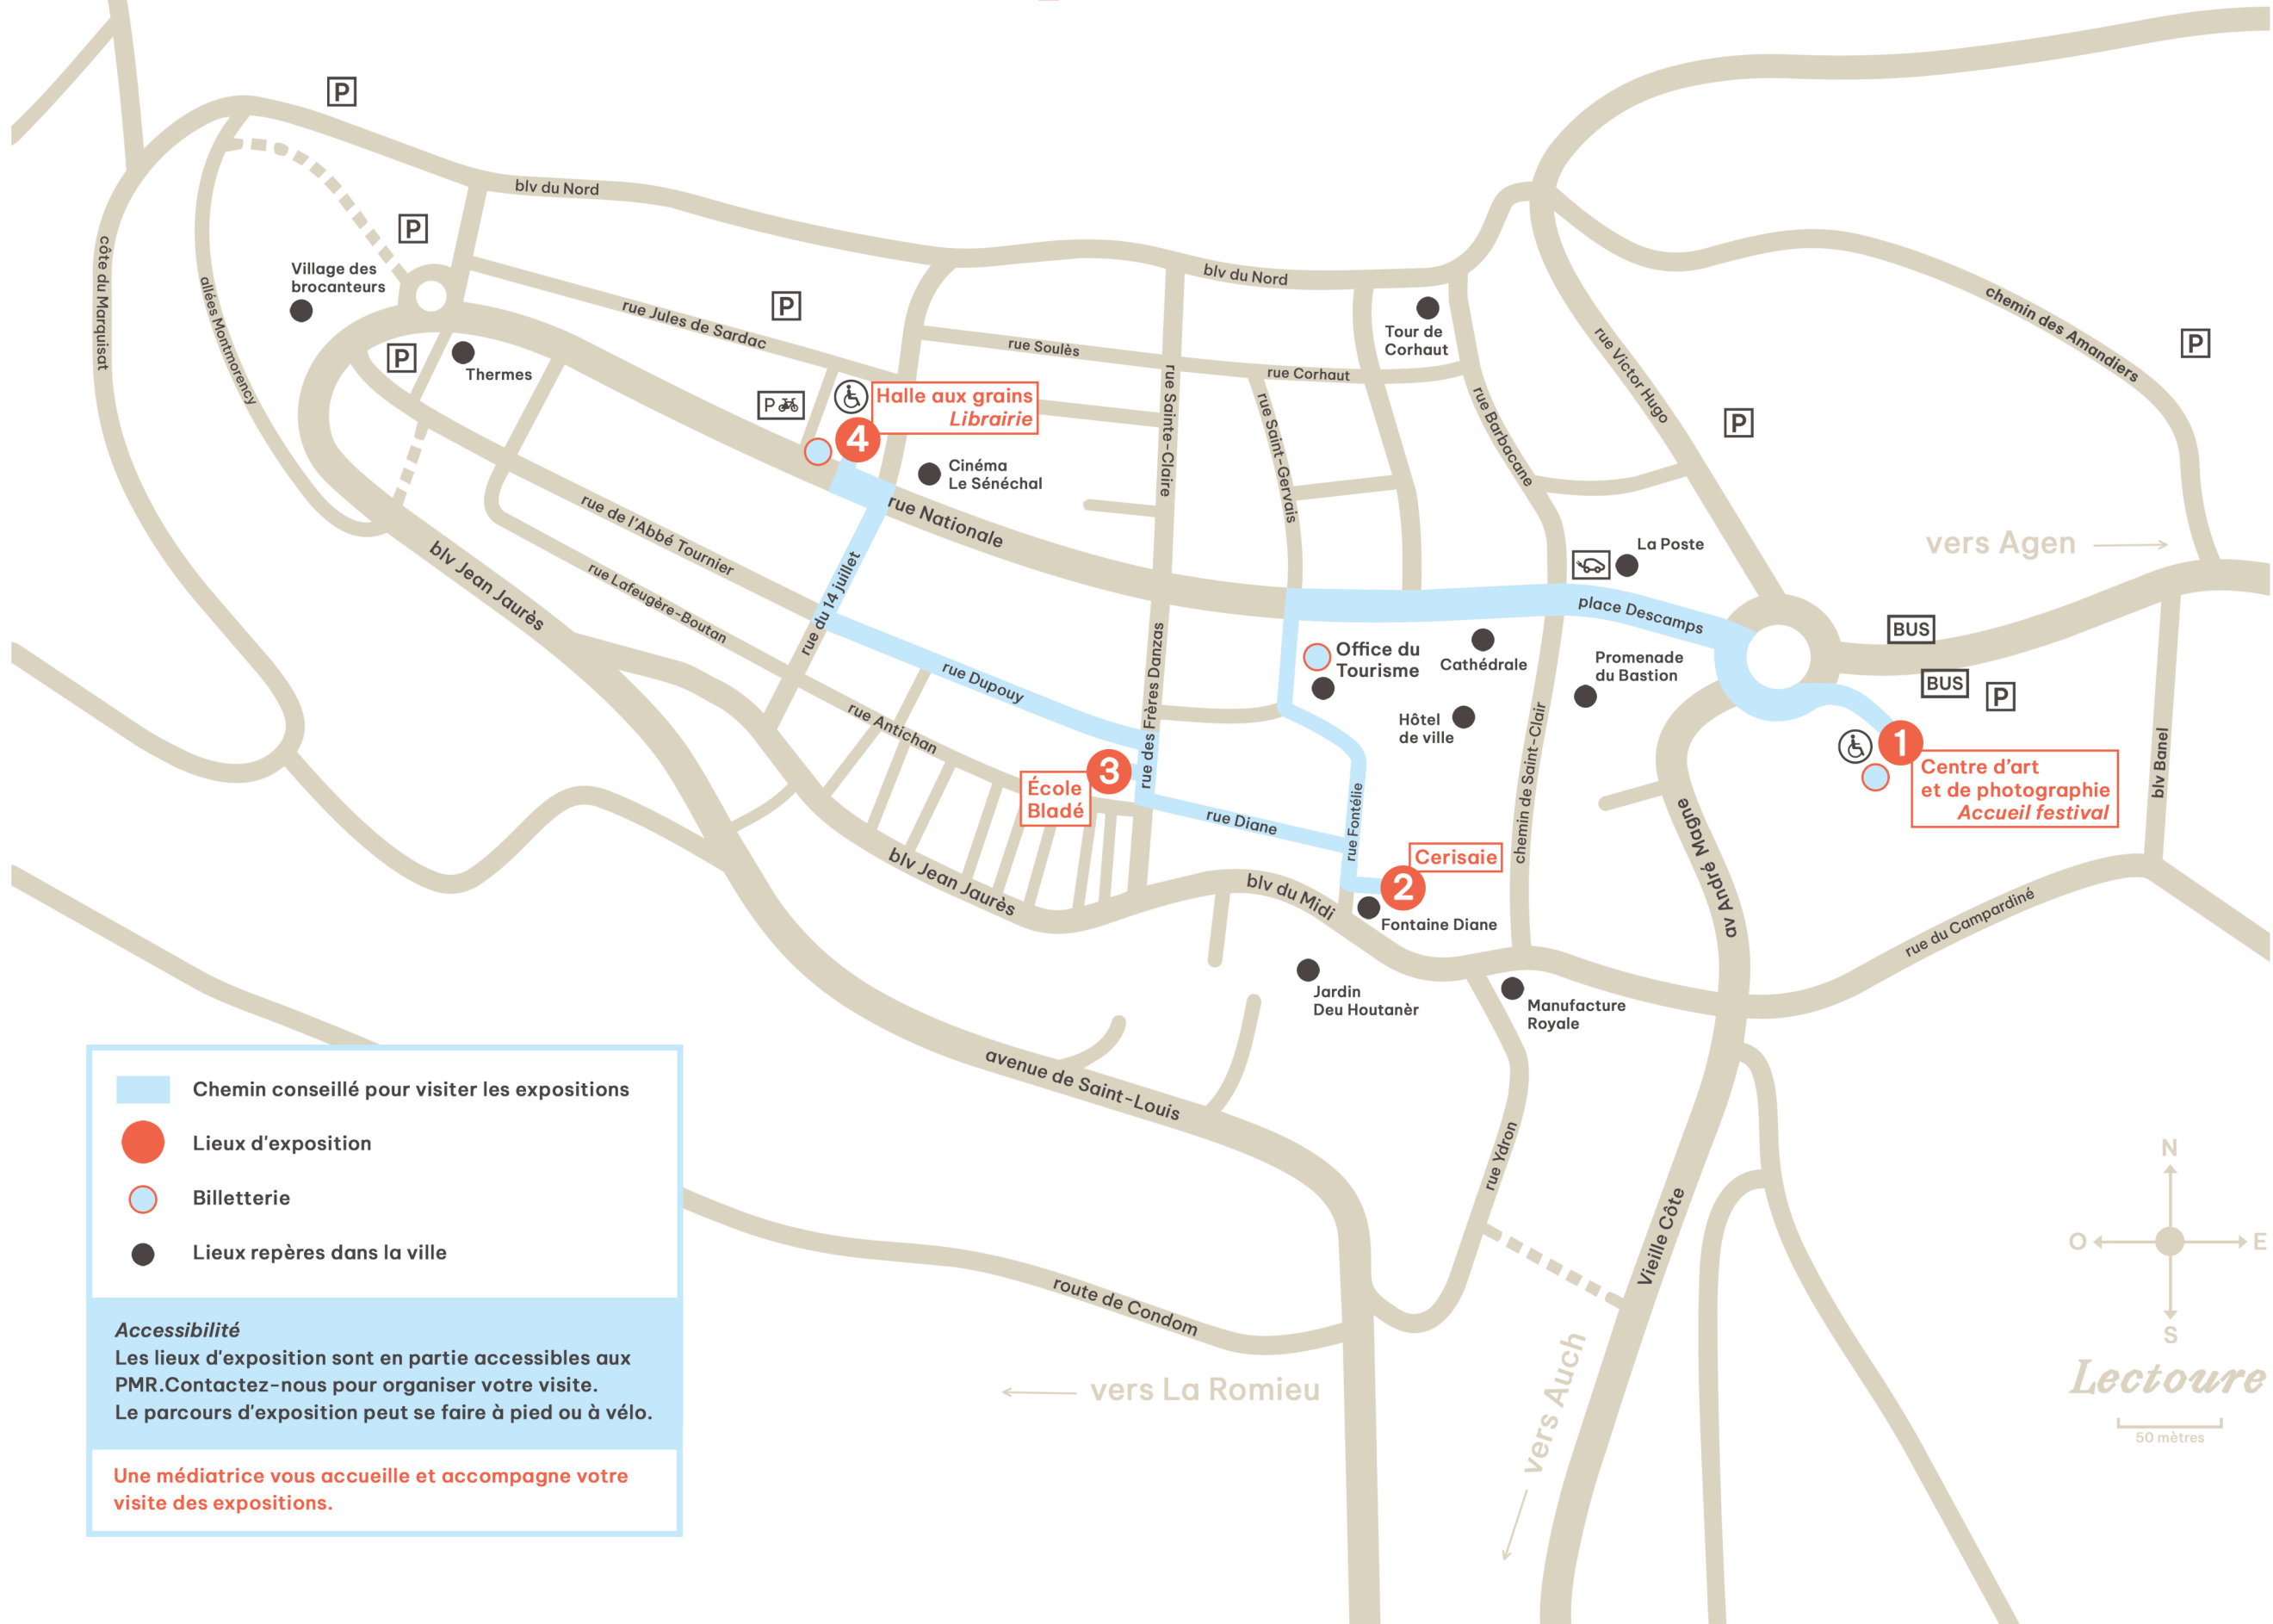 P
blv du Nord
P
côte du Marquisat
allées Montmorency
Village des
brocanteurs
P
Thermes
rue Jules de Sardac
P
P
Halle aux grains
Librairie
4
Cinéma
Le Sénéchal
rue Soulès
blv du Nord
rue Corhaut
Tour de
Corhaut
rue Sainte-Claire
rue Saint-Gervais
rue Barbacane
rue Victor Hugo
chemin des Amandiers
P
P
vers Agen
La Poste
place Descamps
BUS
BUS
P
rue Nationale
rue de l'Abbé Tournier
rue Lafeugère-Boutan
blv Jean Jaurès
rue du 14 juillet
rue Dupouy
rue Antichan
rue des Frères Danzas
Office du
Tourisme
Cathédrale
Hôtel
de ville
Promenade
du Bastion
chemin de Saint-Clair
1
Centre d'art
et de photographie
Accueil festival
blv Banel
3
École
Bladé
rue Diane
rue Fontélie
Cerisaie
2
Fontaine Diane
blv Jean Jaurès
blv du Midi
av André Magne
rue du Campardiné
Jardin
Deu Houtanèr
Manufacture
Royale
avenue de Saint-Louis
rue Ydron
Vieille Côte
route de Condom
vers La Romieu
vers Auch
Chemin conseillé pour visiter les expositions
Lieux d'exposition
Billetterie
Lieux repères dans la ville
Accessibilité
Les lieux d'exposition sont en partie accessibles aux
PMR.Contactez-nous pour organiser votre visite.
Le parcours d'exposition peut se faire à pied ou à vélo.
Une médiatrice vous accueille et accompagne votre
visite des expositions.
N
O
E
S
Lectoure
50 mètres